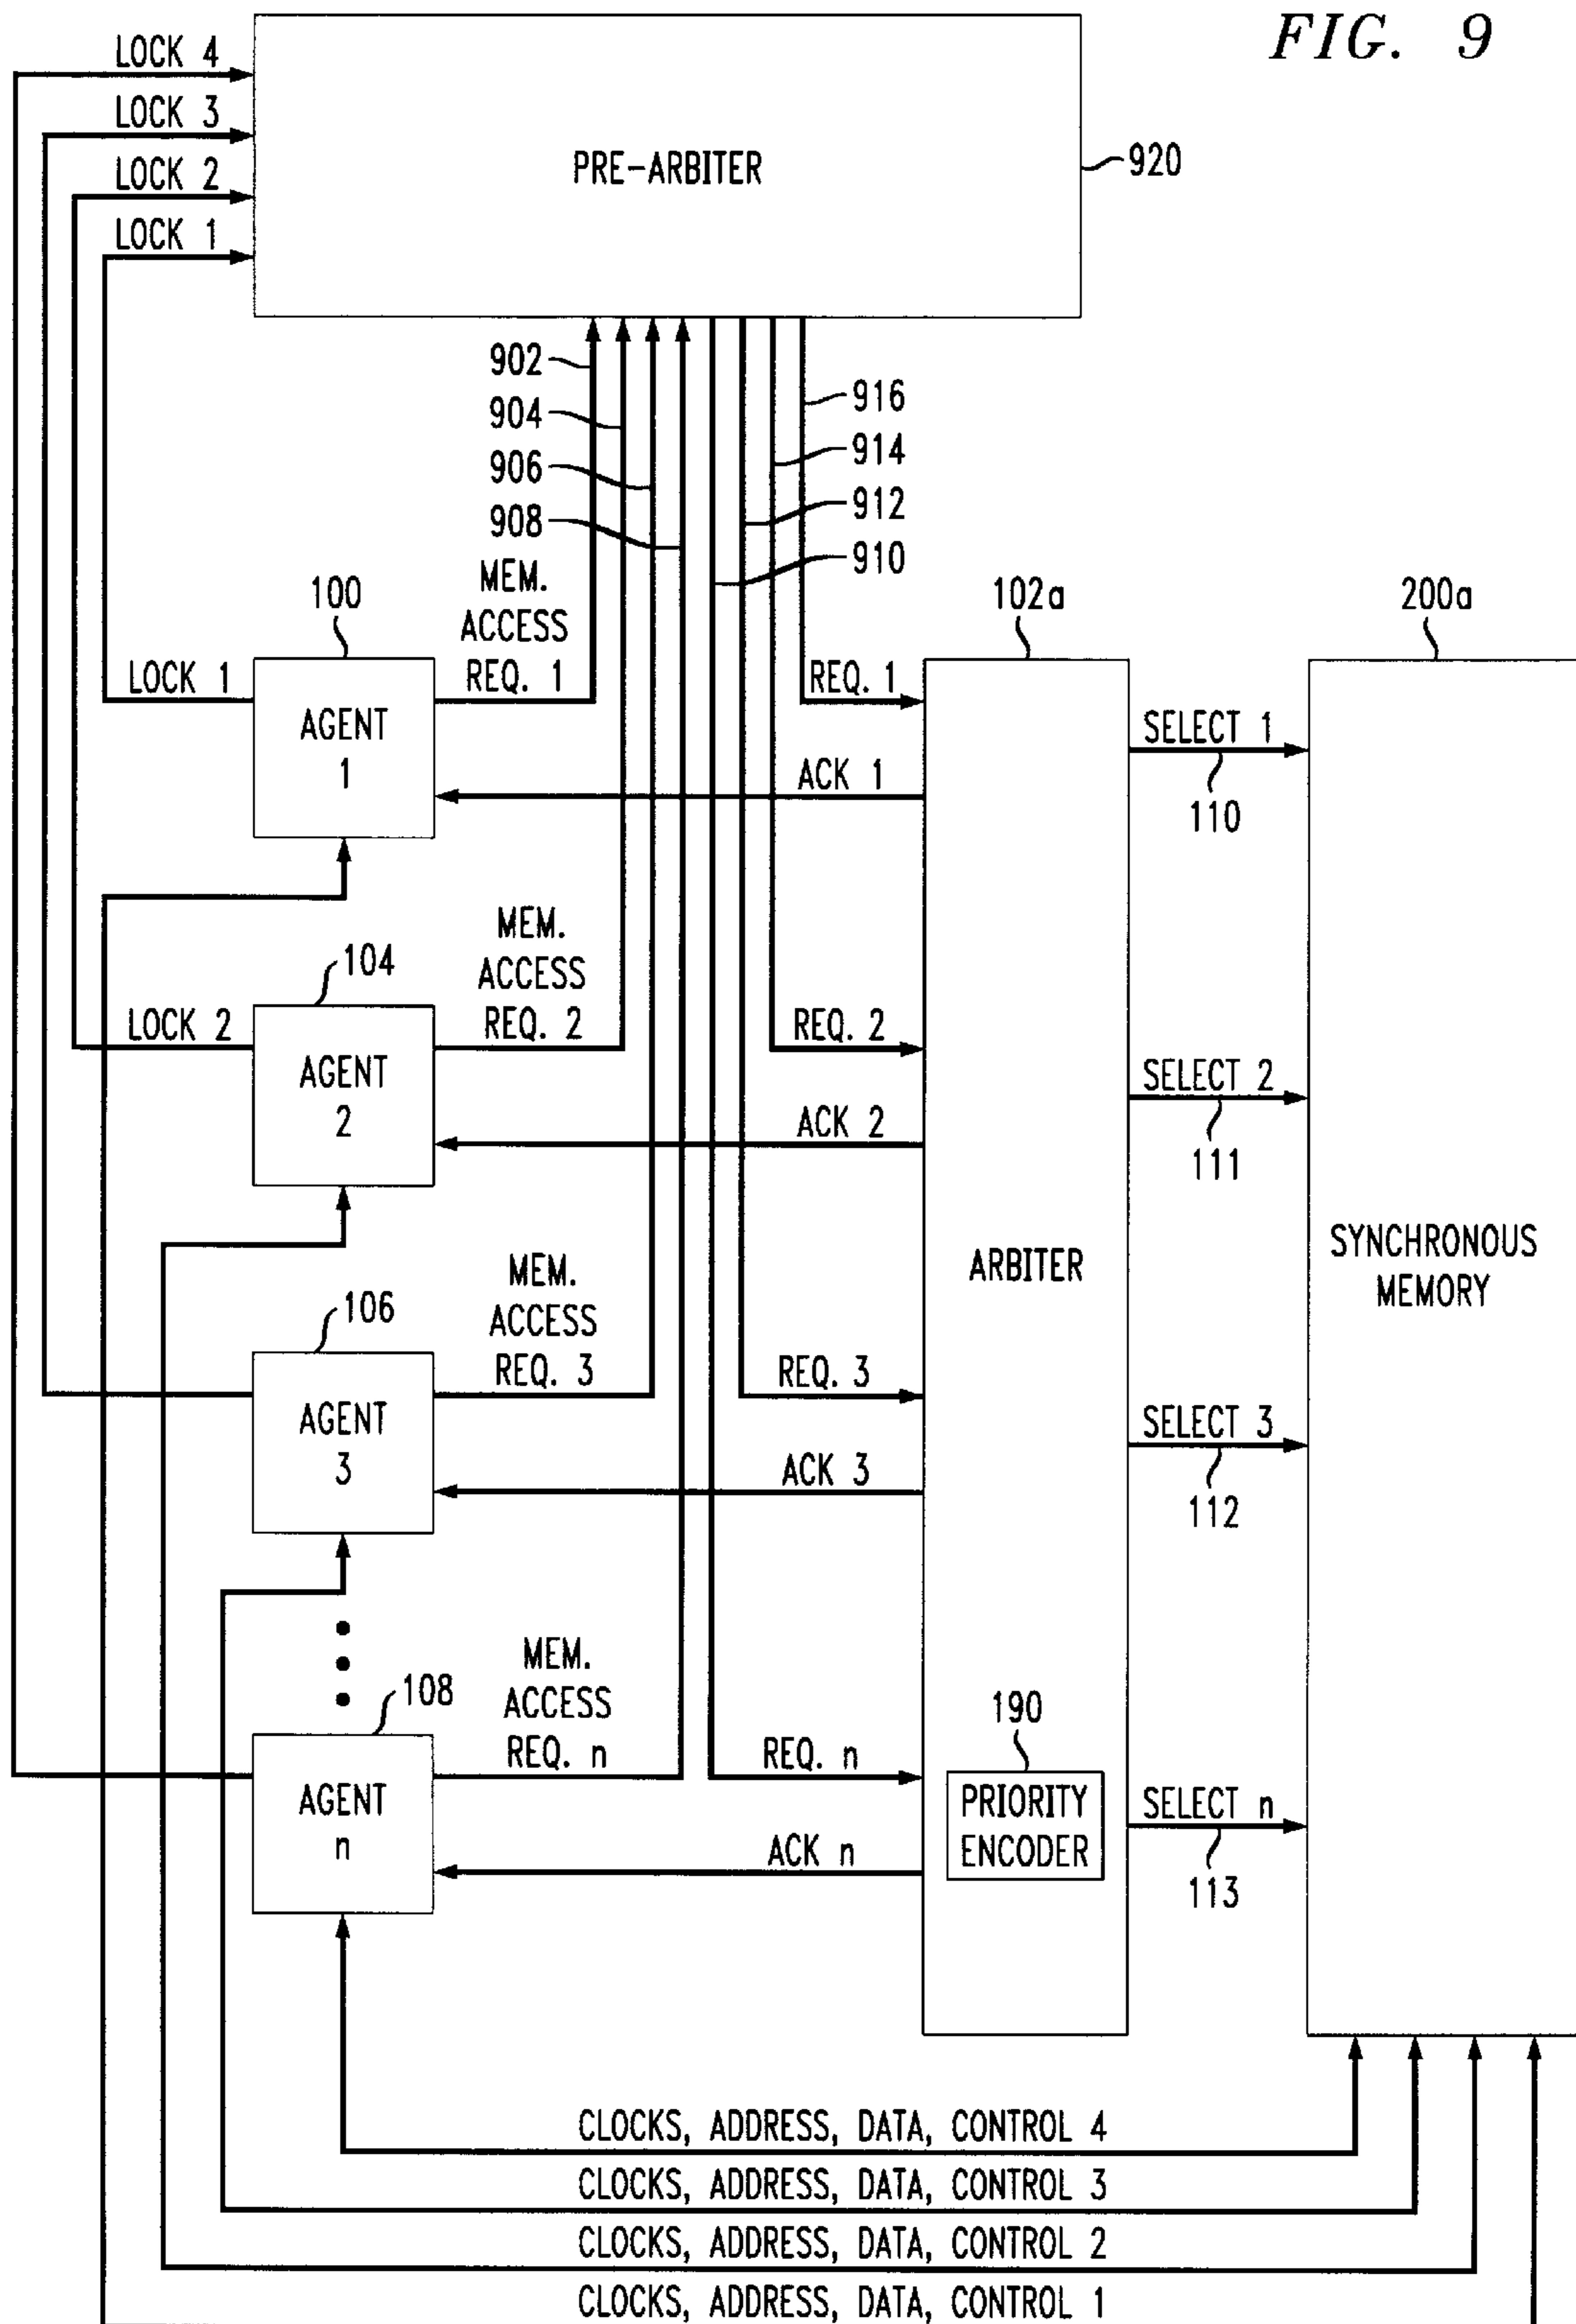 FIG. 9
LOCK 4
LOCK 3
LOCK 2
LOCK 1
PRE-ARBITER
920
902
904
906
908
916
914
912
910
100
MEM.
ACCESS
REQ. 1
LOCK 1
AGENT
1
REQ. 1
ACK 1
102a
200a
SELECT 1
110
104
MEM.
ACCESS
REQ. 2
LOCK 2
AGENT
2
REQ. 2
ACK 2
SELECT 2
111
ARBITER
SYNCHRONOUS
MEMORY
106
MEM.
ACCESS
REQ. 3
AGENT
3
REQ. 3
ACK 3
SELECT 3
112
108
MEM.
ACCESS
REQ. n
AGENT
n
REQ. n
ACK n
190
PRIORITY
ENCODER
SELECT n
113
CLOCKS, ADDRESS, DATA, CONTROL 4
CLOCKS, ADDRESS, DATA, CONTROL 3
CLOCKS, ADDRESS, DATA, CONTROL 2
CLOCKS, ADDRESS, DATA, CONTROL 1